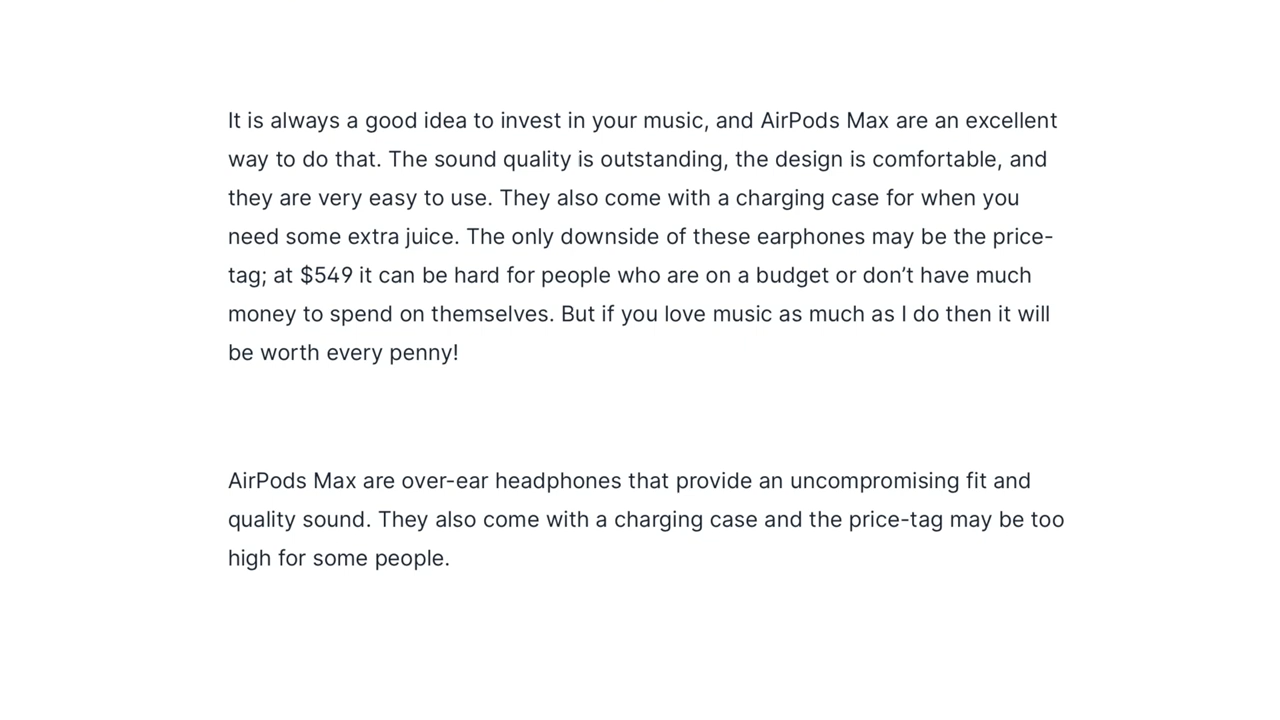 It is always a good idea to invest in your music, and AirPods Max are an excellent
way to do that. The sound quality is outstanding, the design is comfortable, and
they are very easy to use. They also come with a charging case for when you
need some extra juice. The only downside of these earphones may be the price-
tag; at $549 it can be hard for people who are on a budget or don’t have much
money to spend on themselves. But if you love music as much as I do then it will
be worth every penny!
AirPods Max are over-ear headphones that provide an uncompromising fit and
quality sound. They also come with a charging case and the price-tag may be too
high for some people.